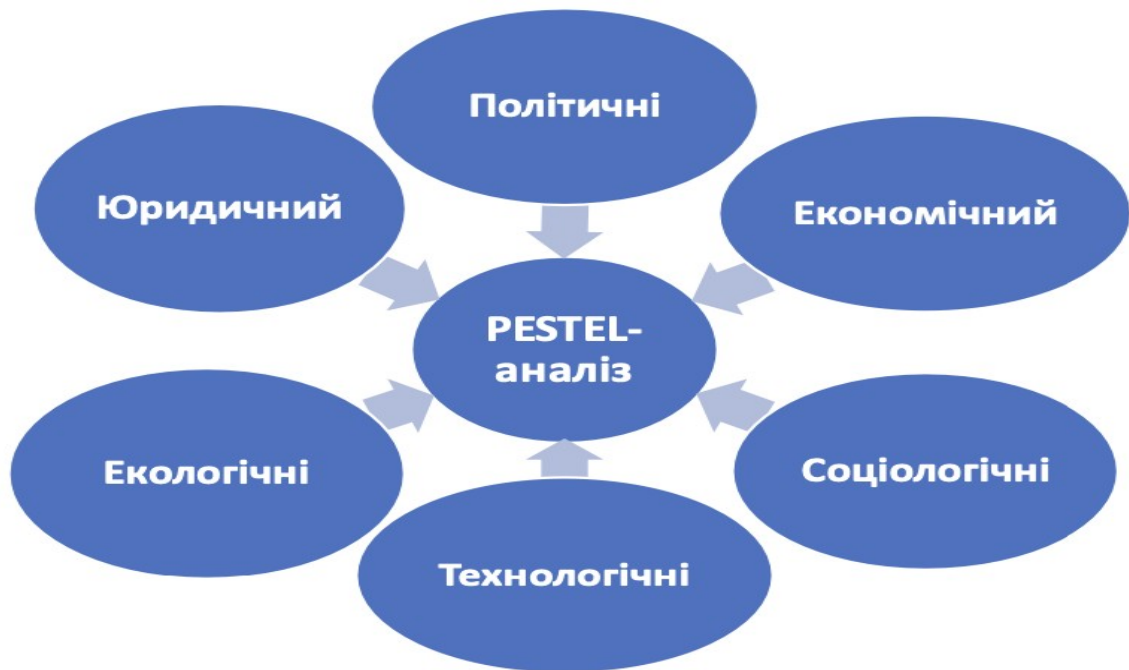 Політичні
Юридичний
Економічний
PESTEL-
аналіз
Екологічні
Соціологічні
Технологічні